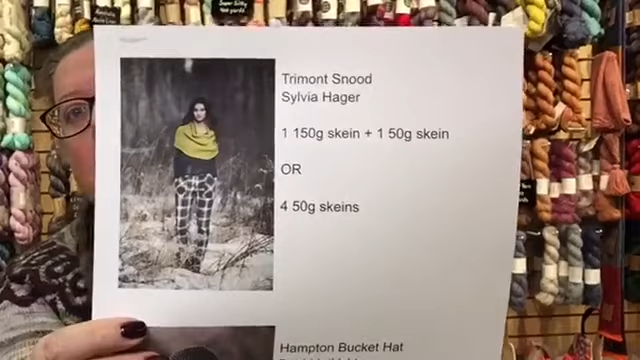 Trimont Snood
Sylvia Hager
1 150g skein + 1 50g skein
OR
4 50g skeins
Hampton Bucket Hat